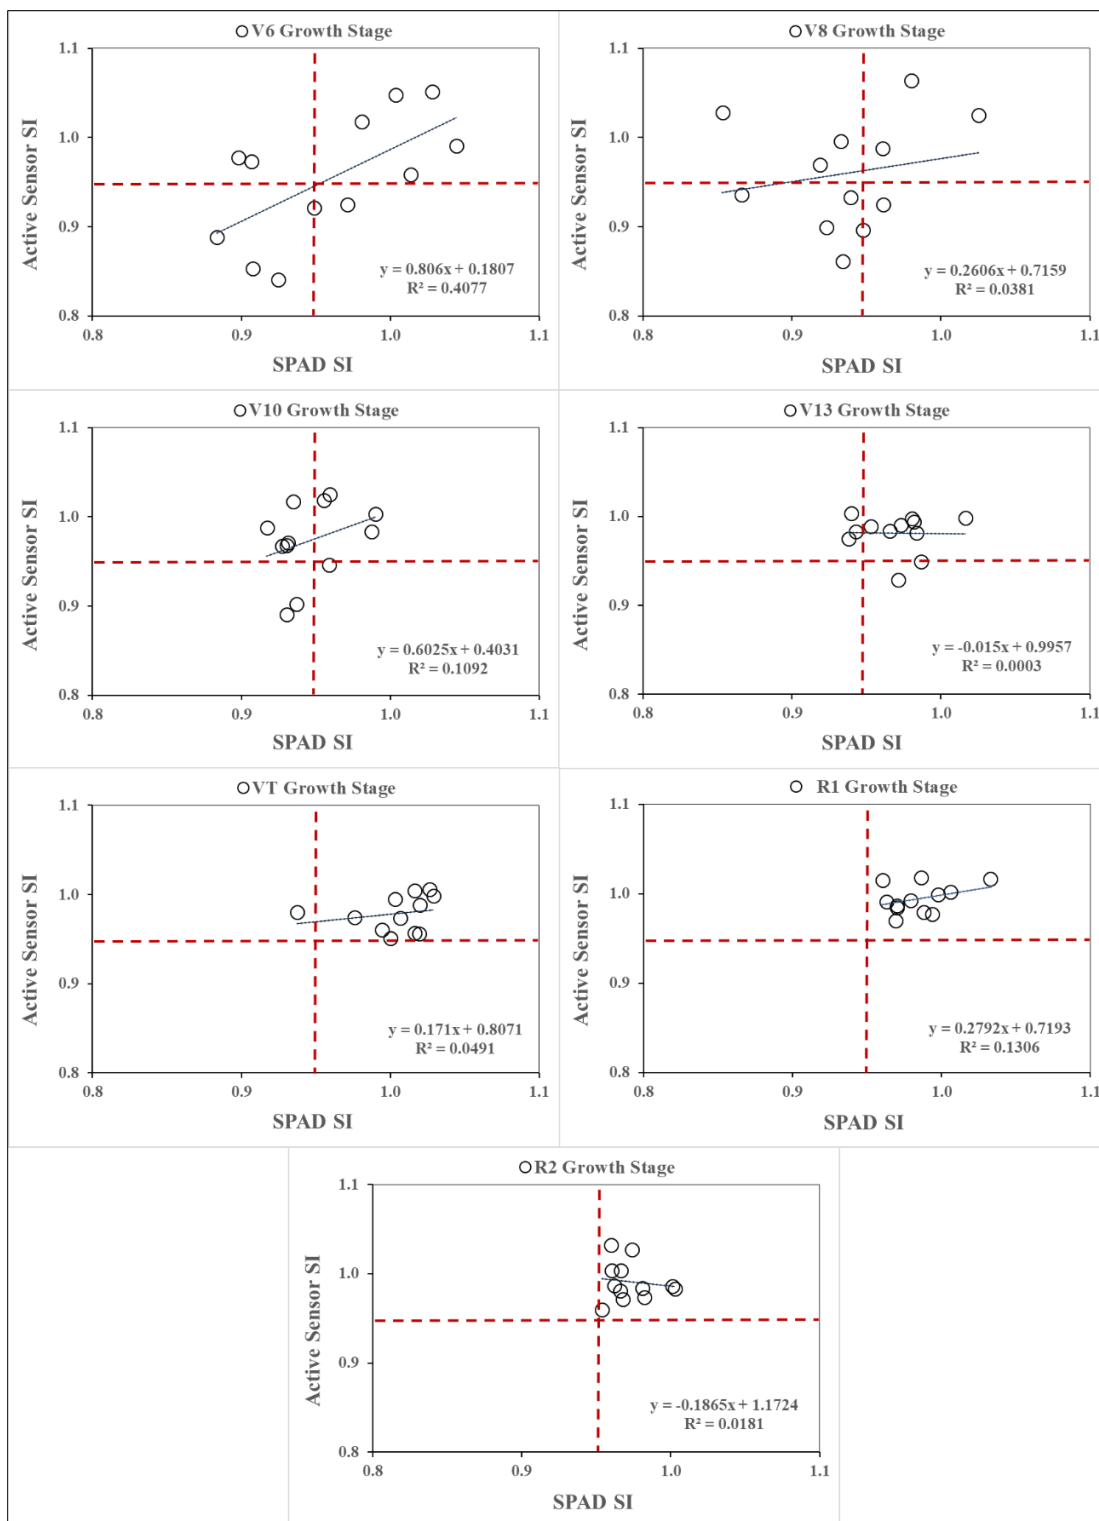 V6 Growth Stage
1.1
1.0
0.9
0.8
Active Sensor SI
y = 0.806x + 0.1807
R² = 0.4077
0.8 0.9 1.0 1.1
SPAD SI
V8 Growth Stage
1.1
1.0
0.9
0.8
Active Sensor SI
y = 0.2606x + 0.7159
R² = 0.0381
0.8 0.9 1.0 1.1
SPAD SI
V10 Growth Stage
1.1
1.0
0.9
0.8
Active Sensor SI
y = 0.6025x + 0.4031
R² = 0.1092
0.8 0.9 1.0 1.1
SPAD SI
V13 Growth Stage
1.1
1.0
0.9
0.8
Active Sensor SI
y = -0.015x + 0.9957
R² = 0.0003
0.8 0.9 1.0 1.1
SPAD SI
VT Growth Stage
1.1
1.0
0.9
0.8
Active Sensor SI
y = 0.171x + 0.8071
R² = 0.0491
0.8 0.9 1.0 1.1
SPAD SI
R1 Growth Stage
1.1
1.0
0.9
0.8
Active Sensor SI
y = 0.2792x + 0.7193
R² = 0.1306
0.8 0.9 1.0 1.1
SPAD SI
R2 Growth Stage
1.1
1.0
0.9
0.8
Active Sensor SI
y = -0.1865x + 1.1724
R² = 0.0181
0.8 0.9 1.0 1.1
SPAD SI